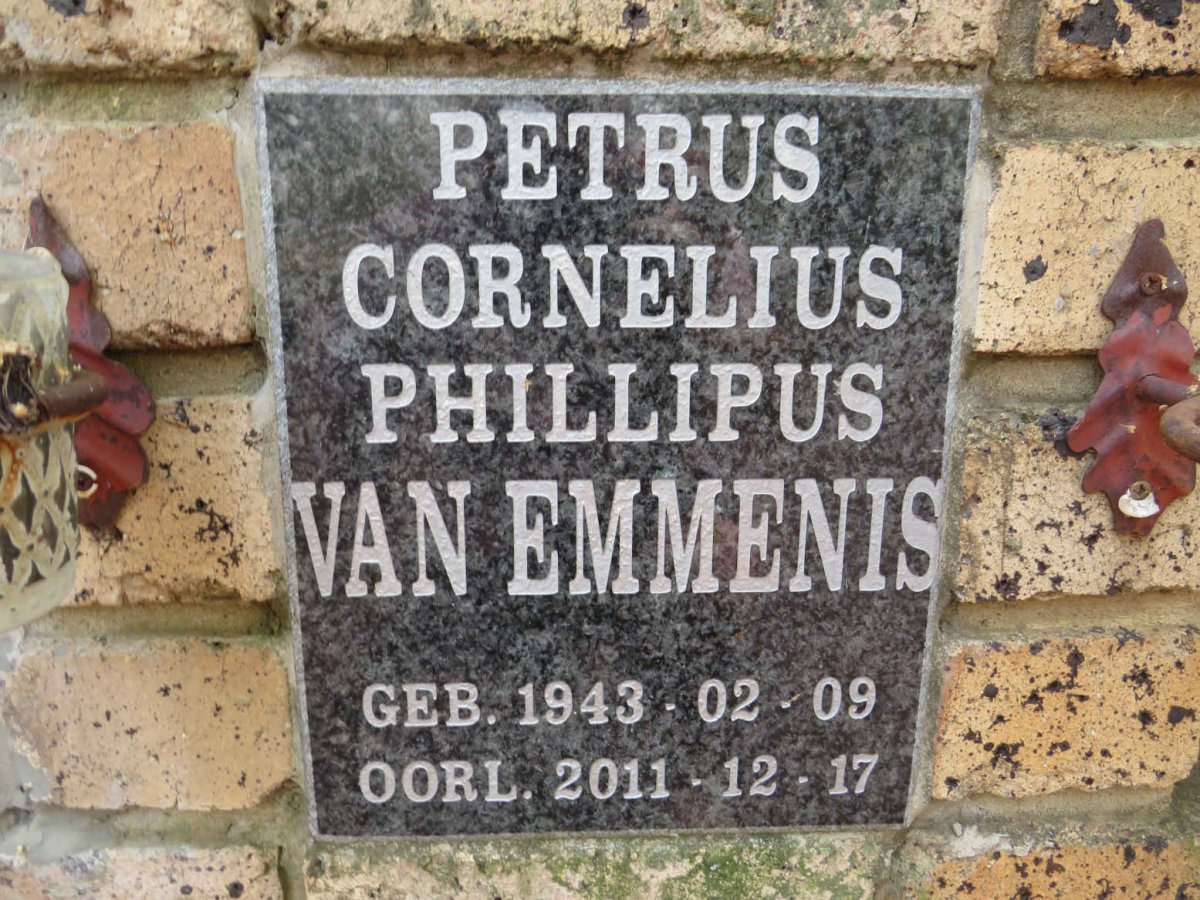 PETRUS
CORNELIUS
PHILLIPUS
VAN EMMENIS
GEB. 1943 - 02 - 09
OORL. 2011 - 12 - 17